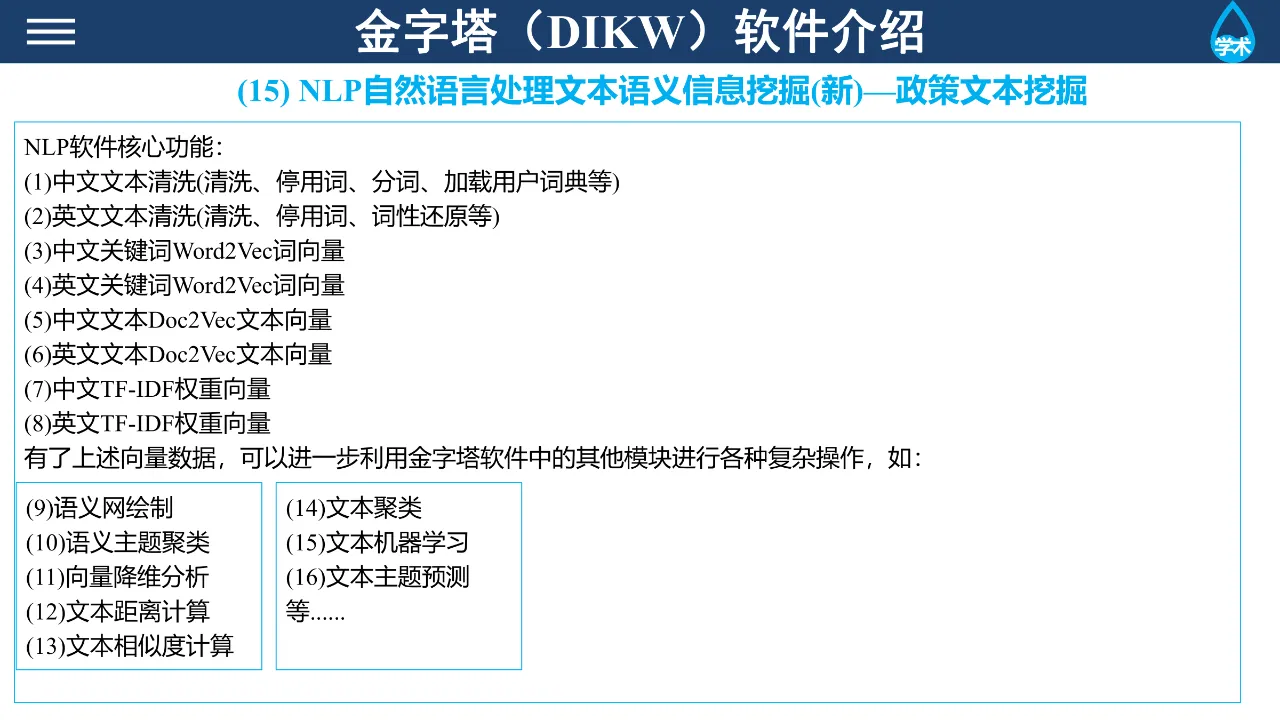 金字塔（DIKW）软件介绍
学术
(15) NLP自然语言处理文本语义信息挖掘(新)—政策文本挖掘
NLP软件核心功能：
(1)中文文本清洗(清洗、停用词、分词、加载用户词典等)
(2)英文文本清洗(清洗、停用词、词性还原等)
(3)中文关键词Word2Vec词向量
(4)英文关键词Word2Vec词向量
(5)中文文本Doc2Vec文本向量
(6)英文文本Doc2Vec文本向量
(7)中文TF-IDF权重向量
(8)英文TF-IDF权重向量
有了上述向量数据，可以进一步利用金字塔软件中的其他模块进行各种复杂操作，如：
(9)语义网绘制
(10)语义主题聚类
(11)向量降维分析
(12)文本距离计算
(13)文本相似度计算
(14)文本聚类
(15)文本机器学习
(16)文本主题预测
等......